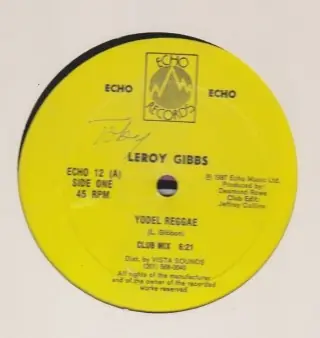 ECHO
RECORDS
ECHO ECHO
LEROY GIBBS
ECHO 12 (A)
SIDE ONE
45 RPM
℗ 1987 Echo Music Ltd.
Produced by:
Desmond Rowe
Club Edit:
Jeffrey Collins
YODEL REGGAE
(L. Gibbon)
CLUB MIX 6:21
Dist. by VISTA SOUNDS
All rights of the manufacturer
and of the owner of the recorded
works reserved